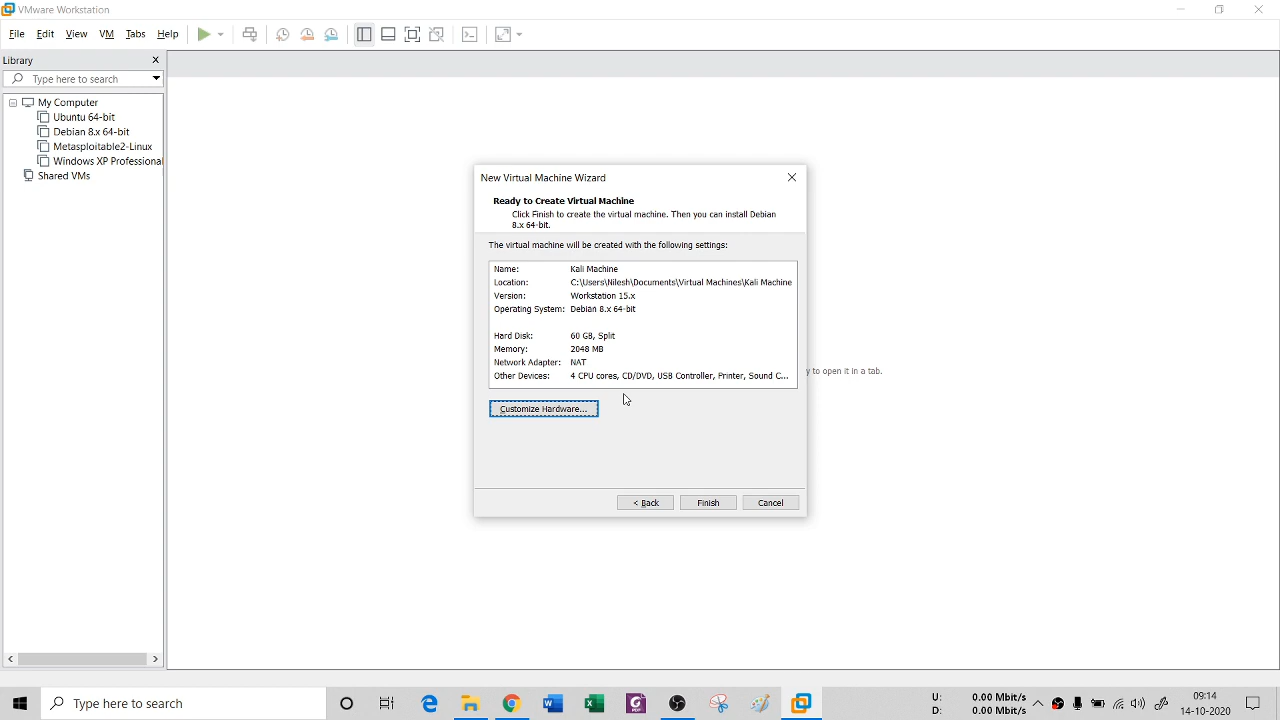 VMware Workstation
File Edit View VM Tabs Help
Library
Type here to search
My Computer
Ubuntu 64-bit
Debian 8.x 64-bit
Metasploitable2-Linux
Windows XP Professional
Shared VMs
New Virtual Machine Wizard
Ready to Create Virtual Machine
Click Finish to create the virtual machine. Then you can install Debian
8.x 64-bit.
The virtual machine will be created with the following settings:
Name: Kali Machine
Location: C:\Users\Nilesh\Documents\Virtual Machines\Kali Machine
Version: Workstation 15.x
Operating System: Debian 8.x 64-bit
Hard Disk: 60 GB, Split
Memory: 2048 MB
Network Adapter: NAT
Other Devices: 4 CPU cores, CD/DVD, USB Controller, Printer, Sound C...
y to open it in a tab.
Customize Hardware...
< Back Finish Cancel
Type here to search
U: 0.00 Mbit/s
D: 0.00 Mbit/s
09:14
14-10-2020